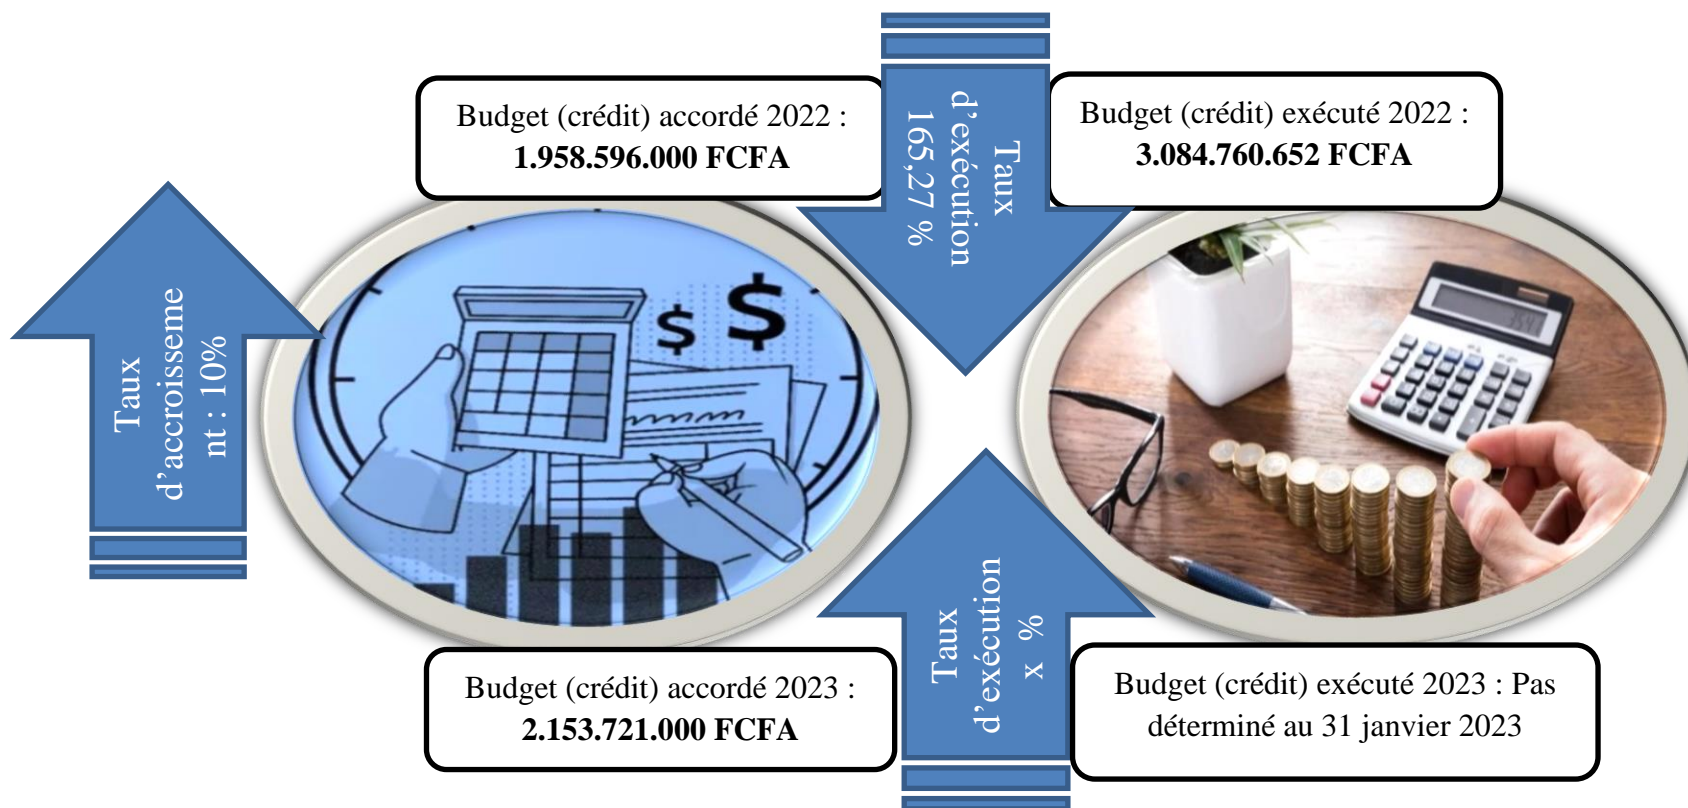 Budget (crédit) accordé 2022 :
1.958.596.000 FCFA
Taux
d'exécution
165,27 %
Budget (crédit) exécuté 2022 :
3.084.760.652 FCFA
Taux
d'accroisseme
nt : 10%
$ $
Budget (crédit) accordé 2023 :
2.153.721.000 FCFA
Taux
d'exécution
x %
Budget (crédit) exécuté 2023 : Pas
déterminé au 31 janvier 2023